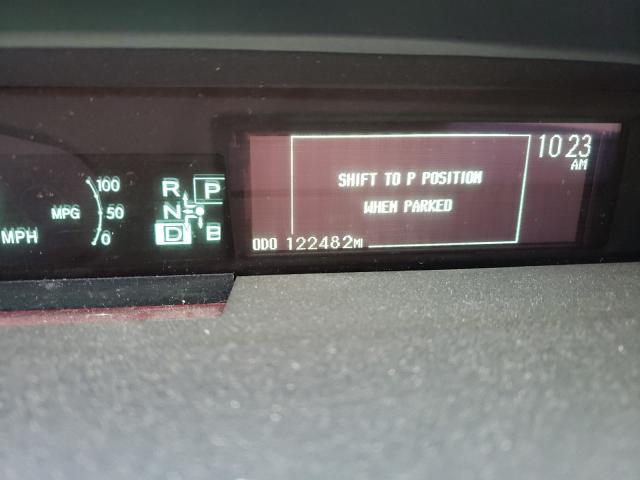 100
MPG 50
MPH 0
R P
N
D B
SHIFT TO P POSITION
WHEN PARKED
10 23
AM
ODO 122482 MI